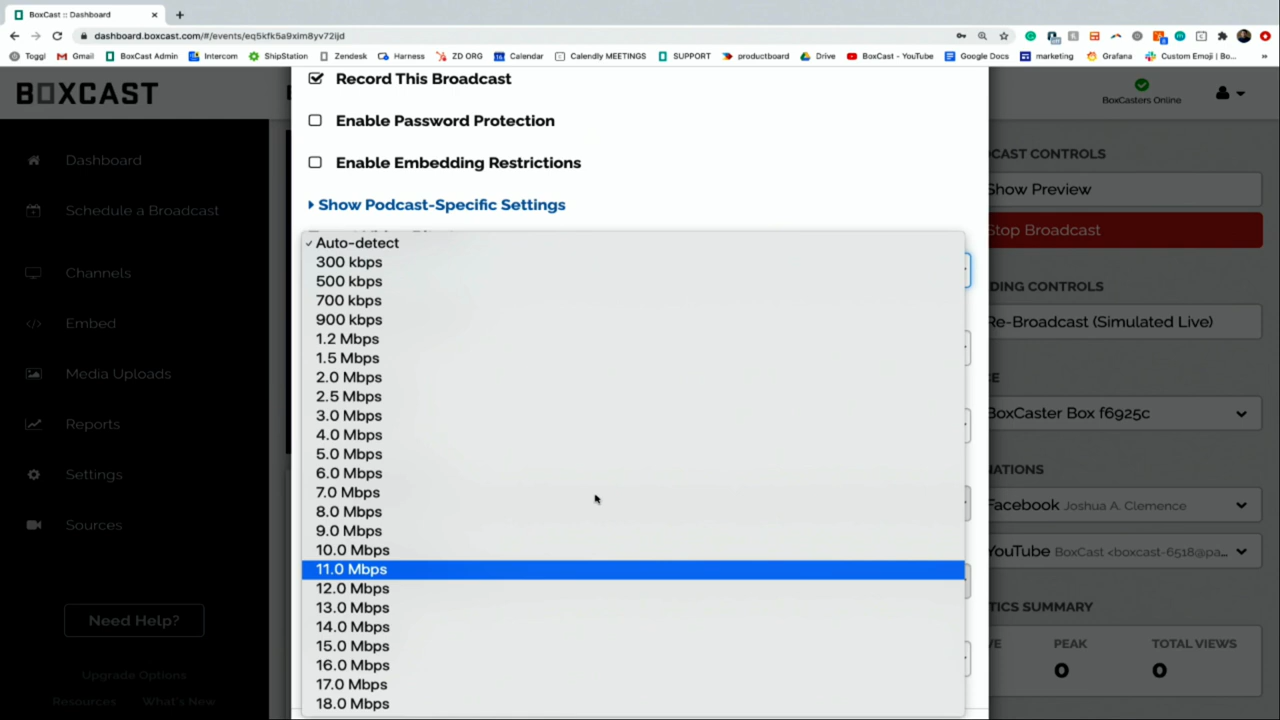 BoxCast :: Dashboard
dashboard.boxcast.com/#/events/eq5kfk5a9xim8yv72ijd
Toggl Gmail BoxCast Admin Intercom ShipStation Zendesk Harness ZD ORG Calendar Calendly MEETINGS SUPPORT productboard Drive BoxCast - YouTube Google Docs marketing Grafana Custom Emoji | Bo...
BOXCAST
BoxCasters Online
Dashboard
Schedule a Broadcast
Channels
Embed
Media Uploads
Reports
Settings
Sources
Need Help?
Upgrade Options
Resources What's New
Record This Broadcast
Enable Password Protection
Enable Embedding Restrictions
Show Podcast-Specific Settings
Auto-detect
300 kbps
500 kbps
700 kbps
900 kbps
1.2 Mbps
1.5 Mbps
2.0 Mbps
2.5 Mbps
3.0 Mbps
4.0 Mbps
5.0 Mbps
6.0 Mbps
7.0 Mbps
8.0 Mbps
9.0 Mbps
10.0 Mbps
11.0 Mbps
12.0 Mbps
13.0 Mbps
14.0 Mbps
15.0 Mbps
16.0 Mbps
17.0 Mbps
18.0 Mbps
CAST CONTROLS
Show Preview
Stop Broadcast
DING CONTROLS
Re-Broadcast (Simulated Live)
CE
BoxCaster Box f6925c
NATIONS
Facebook Joshua A. Clemence
YouTube BoxCast <boxcast-6518@pa...
TICS SUMMARY
VE PEAK TOTAL VIEWS
0 0